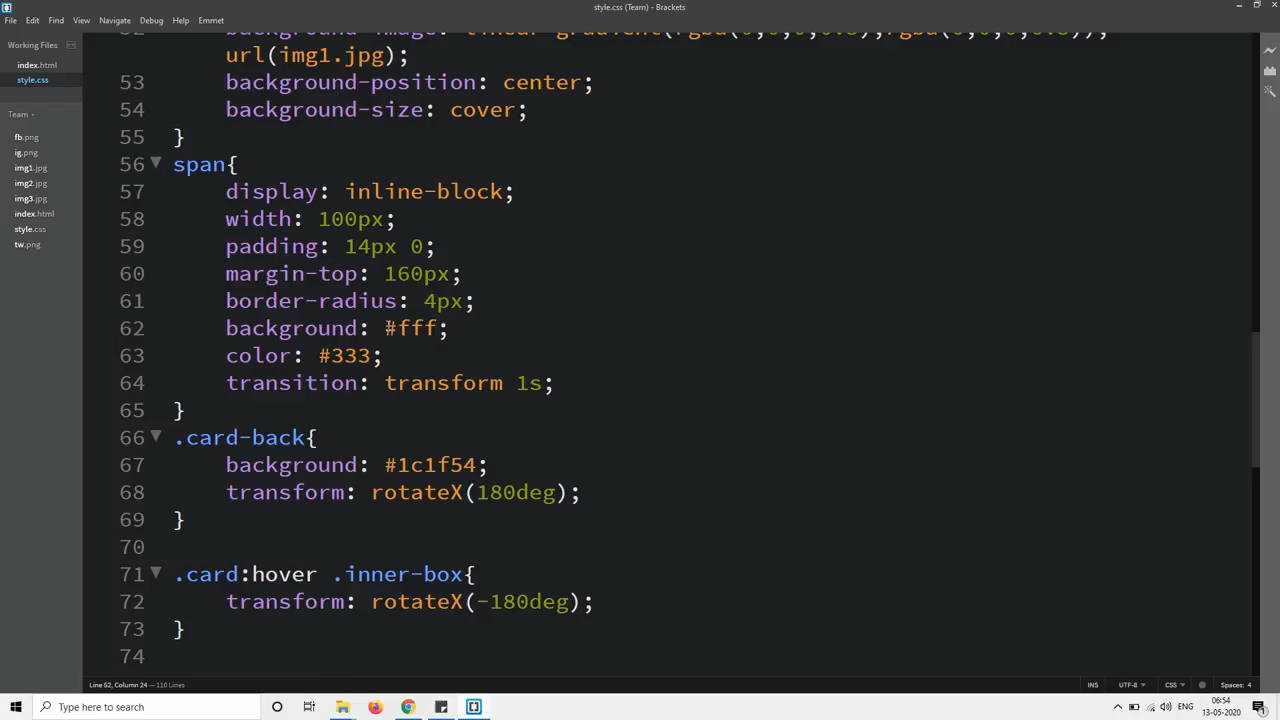 style.css (Team) - Brackets
File Edit Find View Navigate Debug Help Emmet
Working Files
index.html
style.css
Team
fb.png
ig.png
img1.jpg
img2.jpg
img3.jpg
index.html
style.css
tw.png
url(img1.jpg);
53 background-position: center;
54 background-size: cover;
55 }
56 span{
57 display: inline-block;
58 width: 100px;
59 padding: 14px 0;
60 margin-top: 160px;
61 border-radius: 4px;
62 background: #fff;
63 color: #333;
64 transition: transform 1s;
65 }
66 .card-back{
67 background: #1c1f54;
68 transform: rotateX(180deg);
69 }
70
71 .card:hover .inner-box{
72 transform: rotateX(-180deg);
73 }
74
Line 52, Column 24 — 110 Lines
INS UTF-8 CSS Spaces: 4
Type here to search
ENG
06:54
13-05-2020